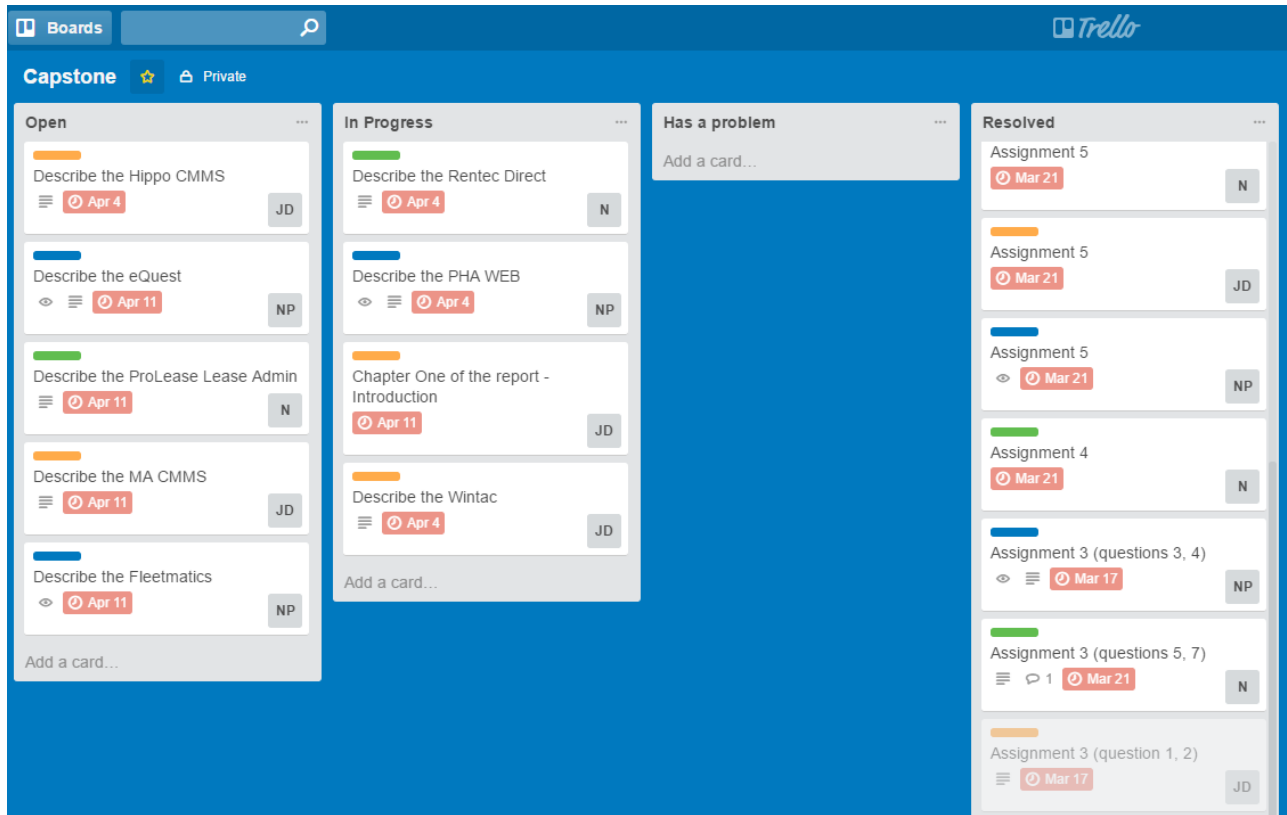 Boards
Trello
Capstone
Private
Open
Describe the Hippo CMMS
Apr 4
JD
Describe the eQuest
Apr 11
NP
Describe the ProLease Lease Admin
Apr 11
N
Describe the MA CMMS
Apr 11
JD
Describe the Fleetmatics
Apr 11
NP
Add a card...
In Progress
Describe the Rentec Direct
Apr 4
N
Describe the PHA WEB
Apr 4
NP
Chapter One of the report -
Introduction
Apr 11
JD
Describe the Wintac
Apr 4
JD
Add a card...
Has a problem
Add a card...
Resolved
Assignment 5
Mar 21
N
Assignment 5
Mar 21
JD
Assignment 5
Mar 21
NP
Assignment 4
Mar 21
N
Assignment 3 (questions 3, 4)
Mar 17
NP
Assignment 3 (questions 5, 7)
1 Mar 21
N
Assignment 3 (question 1, 2)
Mar 17
JD